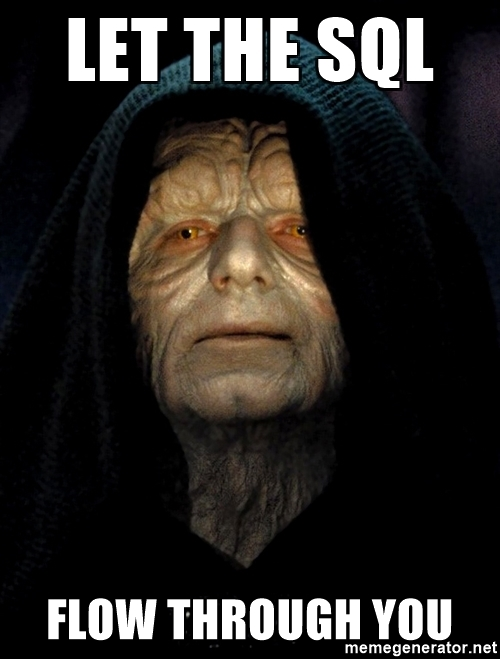 LET THE SQL
FLOW THROUGH YOU
memegenerator.net